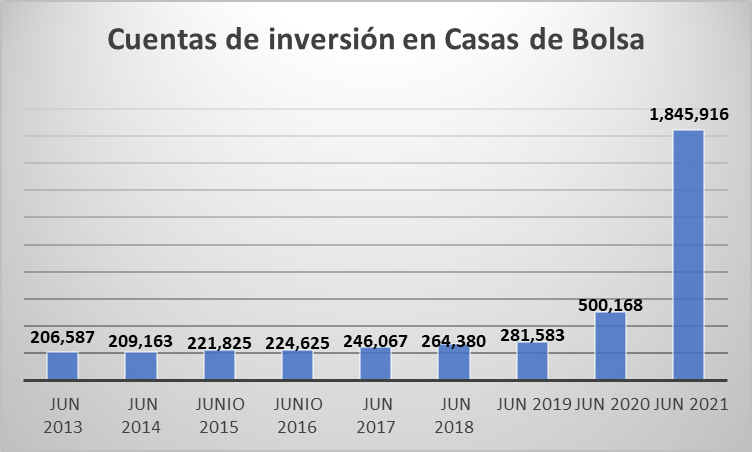 Cuentas de inversión en Casas de Bolsa
1,845,916
500,168
206,587 209,163 221,825 224,625 246,067 264,380 281,583
JUN 2013 JUN 2014 JUNIO 2015 JUNIO 2016 JUN 2017 JUN 2018 JUN 2019 JUN 2020 JUN 2021